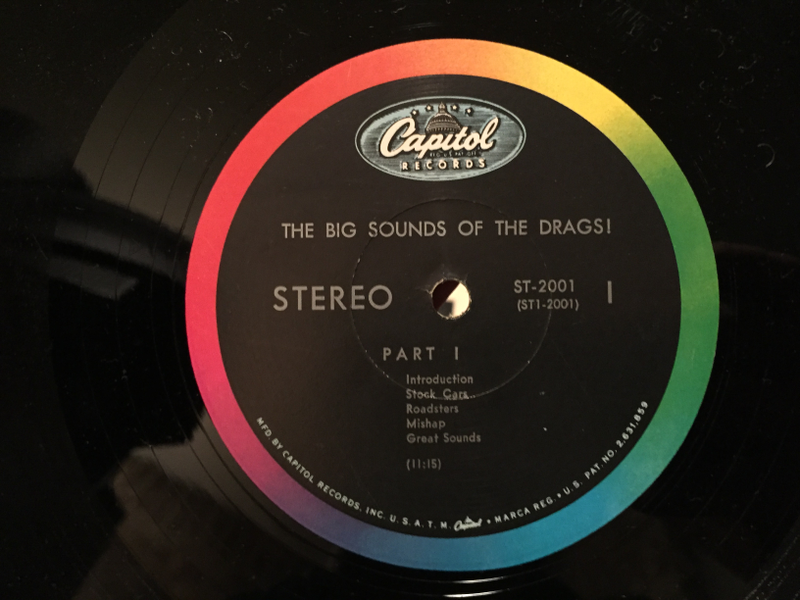 Capitol
RECORDS
THE BIG SOUNDS OF THE DRAGS!
STEREO
ST-2001
(ST1-2001)
I
PART I
Introduction
Stock Cars
Roadsters
Mishap
Great Sounds
(11:15)
MFD BY CAPITOL RECORDS, INC. U. S. A. T. M. Capitol • MARCA REG. • U. S. PAT. NO. 2,631,859